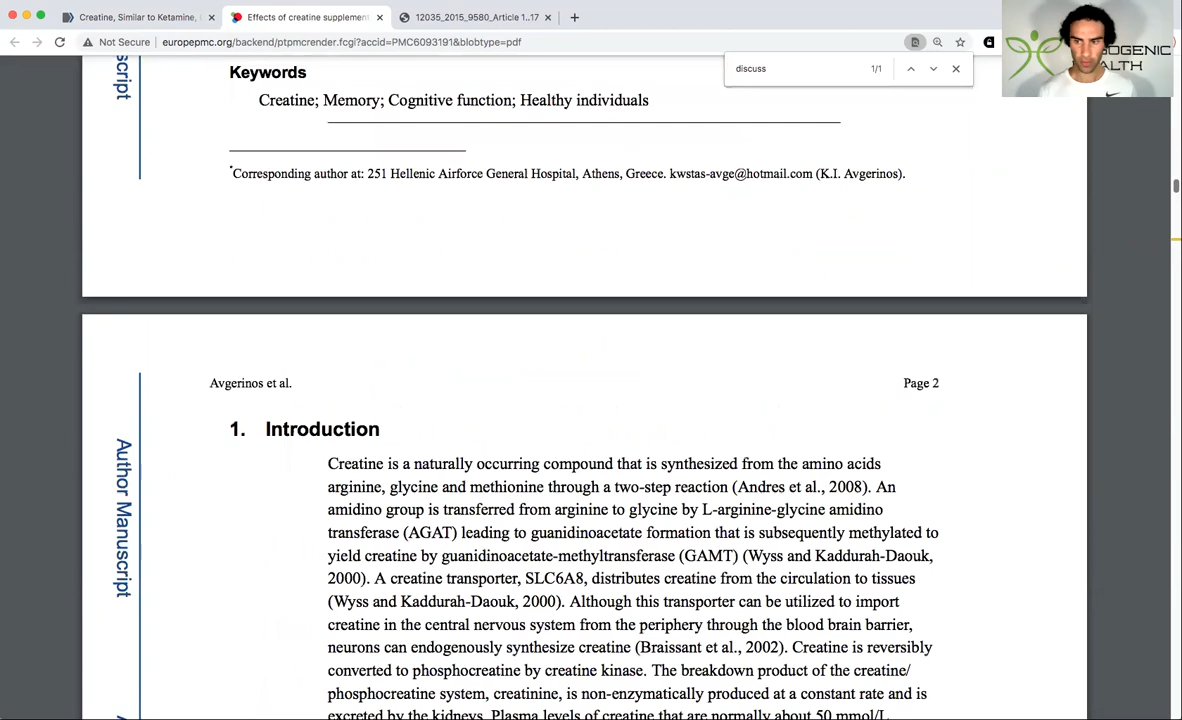 Creatine, Similar to Ketamine,
Effects of creatine supplement
12035_2015_9580_Article 1..17
Not Secure
europepmc.org/backend/ptpmcrender.fcgi?accid=PMC6093191&blobtype=pdf
discuss
1/1
OGENIC
ALTH
script
Keywords
Creatine; Memory; Cognitive function; Healthy individuals
*Corresponding author at: 251 Hellenic Airforce General Hospital, Athens, Greece. kwstas-avge@hotmail.com (K.I. Avgerinos).
Avgerinos et al.
Page 2
Author Manuscript
1. Introduction
Creatine is a naturally occurring compound that is synthesized from the amino acids
arginine, glycine and methionine through a two-step reaction (Andres et al., 2008). An
amidino group is transferred from arginine to glycine by L-arginine-glycine amidino
transferase (AGAT) leading to guanidinoacetate formation that is subsequently methylated to
yield creatine by guanidinoacetate-methyltransferase (GAMT) (Wyss and Kaddurah-Daouk,
2000). A creatine transporter, SLC6A8, distributes creatine from the circulation to tissues
(Wyss and Kaddurah-Daouk, 2000). Although this transporter can be utilized to import
creatine in the central nervous system from the periphery through the blood brain barrier,
neurons can endogenously synthesize creatine (Braissant et al., 2002). Creatine is reversibly
converted to phosphocreatine by creatine kinase. The breakdown product of the creatine/
phosphocreatine system, creatinine, is non-enzymatically produced at a constant rate and is
excreted by the kidneys. Plasma levels of creatine that are normally about 50 mmol/L